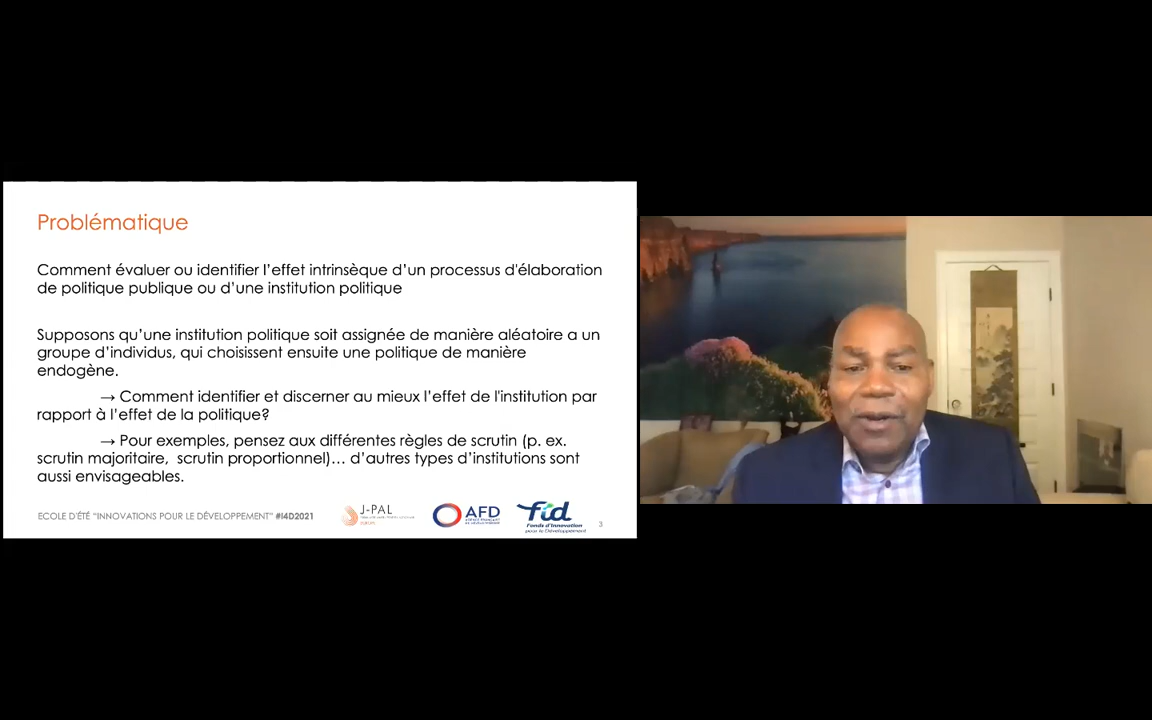 Problématique
Comment évaluer ou identifier l’effet intrinsèque d’un processus d'élaboration
de politique publique ou d’une institution politique
Supposons qu’une institution politique soit assignée de manière aléatoire a un
groupe d’individus, qui choisissent ensuite une politique de manière
endogène.
→ Comment identifier et discerner au mieux l’effet de l'institution par
rapport à l’effet de la politique?
→ Pour exemples, pensez aux différentes règles de scrutin (p. ex.
scrutin majoritaire, scrutin proportionnel)… d’autres types d’institutions sont
aussi envisageables.
ECOLE D'ÉTÉ “INNOVATIONS POUR LE DÉVELOPPEMENT” #I4D2021
J-PAL
EUROPE
AFD
fid
Fonds d'Innovation
pour le Développement
3